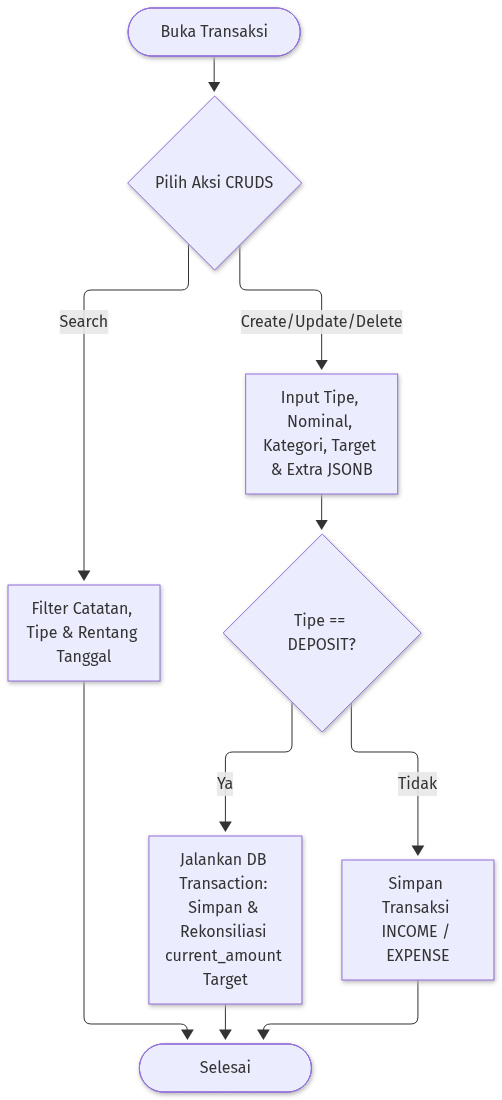 Buka Transaksi
Pilih Aksi CRUDS
Search
Create/Update/Delete
Input Tipe,
Nominal,
Kategori, Target
& Extra JSONB
Filter Catatan,
Tipe & Rentang
Tanggal
Tipe ==
DEPOSIT?
Ya
Tidak
Jalankan DB
Transaction:
Simpan &
Rekonsiliasi
current_amount
Target
Simpan
Transaksi
INCOME /
EXPENSE
Selesai